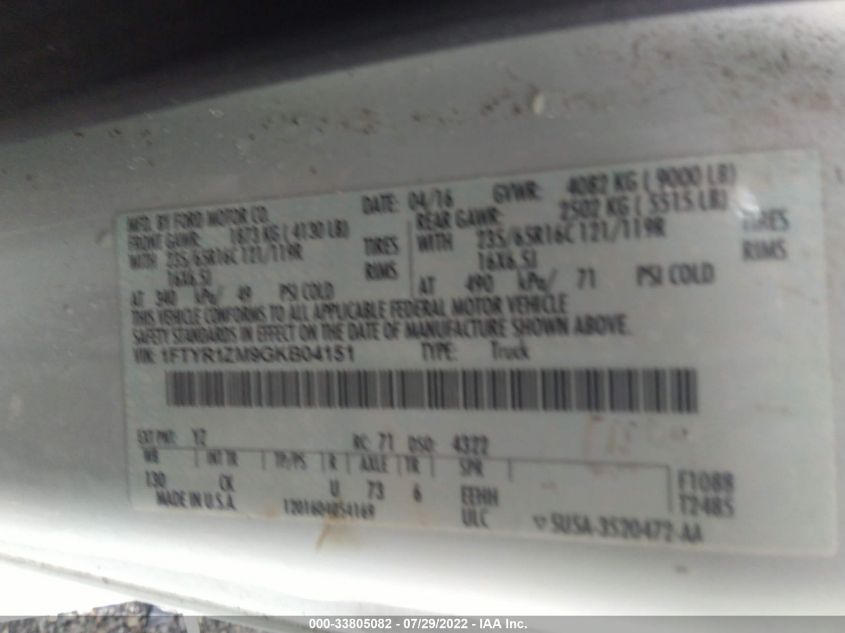 MFD. BY FORD MOTOR CO. DATE: 04/16 GVWR: 4082 KG ( 9000 LB)
FRONT GAWR: 1873 KG ( 4130 LB) REAR GAWR: 2502 KG ( 5515 LB)
WITH 235/65R16C 121/119R TIRES WITH 235/65R16C 121/119R TIRES
16X6.5J RIMS 16X6.5J RIMS
AT 340 kPa/ 49 PSI COLD AT 490 kPa/ 71 PSI COLD
THIS VEHICLE CONFORMS TO ALL APPLICABLE FEDERAL MOTOR VEHICLE
SAFETY STANDARDS IN EFFECT ON THE DATE OF MANUFACTURE SHOWN ABOVE.
VIN: 1FTYR1ZM9GKB04151 TYPE: Truck
EXT PNT: YZ RC: 71 DSO: 4322
WB INT TR TP/PS R AXLE TR SPR
130 CK U 73 6 EEHH F1088
MADE IN U.S.A. ULC T2485
▽ 5U5A-3520472-AA
000-33805082 - 07/29/2022 - IAA Inc.